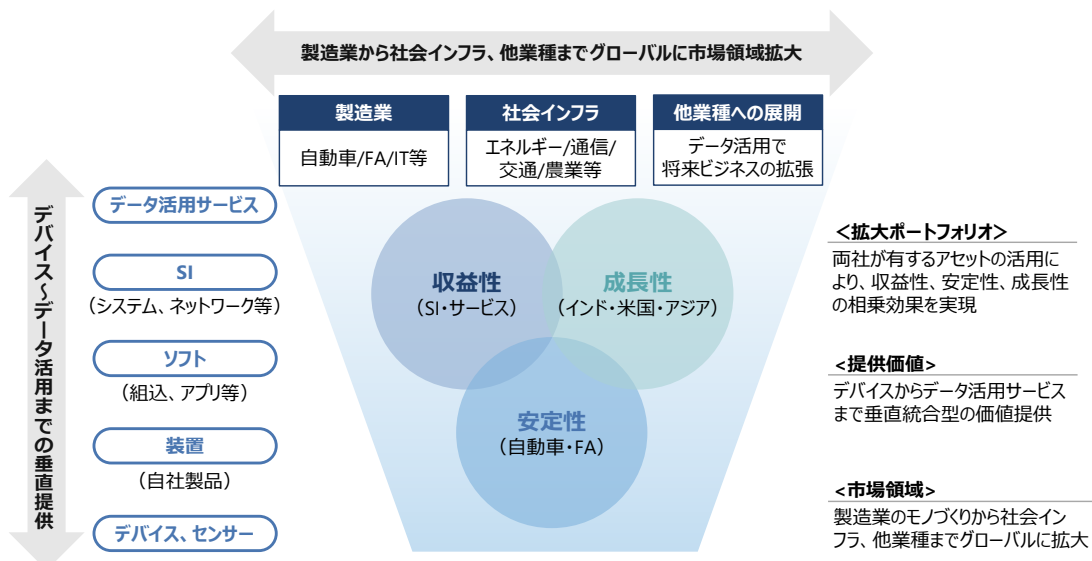 製造業から社会インフラ、他業種までグローバルに市場領域拡大
製造業
自動車/FA/IT等
社会インフラ
エネルギー/通信/
交通/農業等
他業種への展開
データ活用で
将来ビジネスの拡張
デバイス～データ活用までの垂直提供
データ活用サービス
SI
（システム、ネットワーク等）
ソフト
（組込、アプリ等）
装置
（自社製品）
デバイス、センサー
収益性
（SI・サービス）
成長性
（インド・米国・アジア）
安定性
（自動車・FA）
＜拡大ポートフォリオ＞
両社が有するアセットの活用に
より、収益性、安定性、成長性
の相乗効果を実現
<提供価値>
デバイスからデータ活用サービス
まで垂直統合型の価値提供
<市場領域>
製造業のモノづくりから社会イン
フラ、他業種までグローバルに拡大